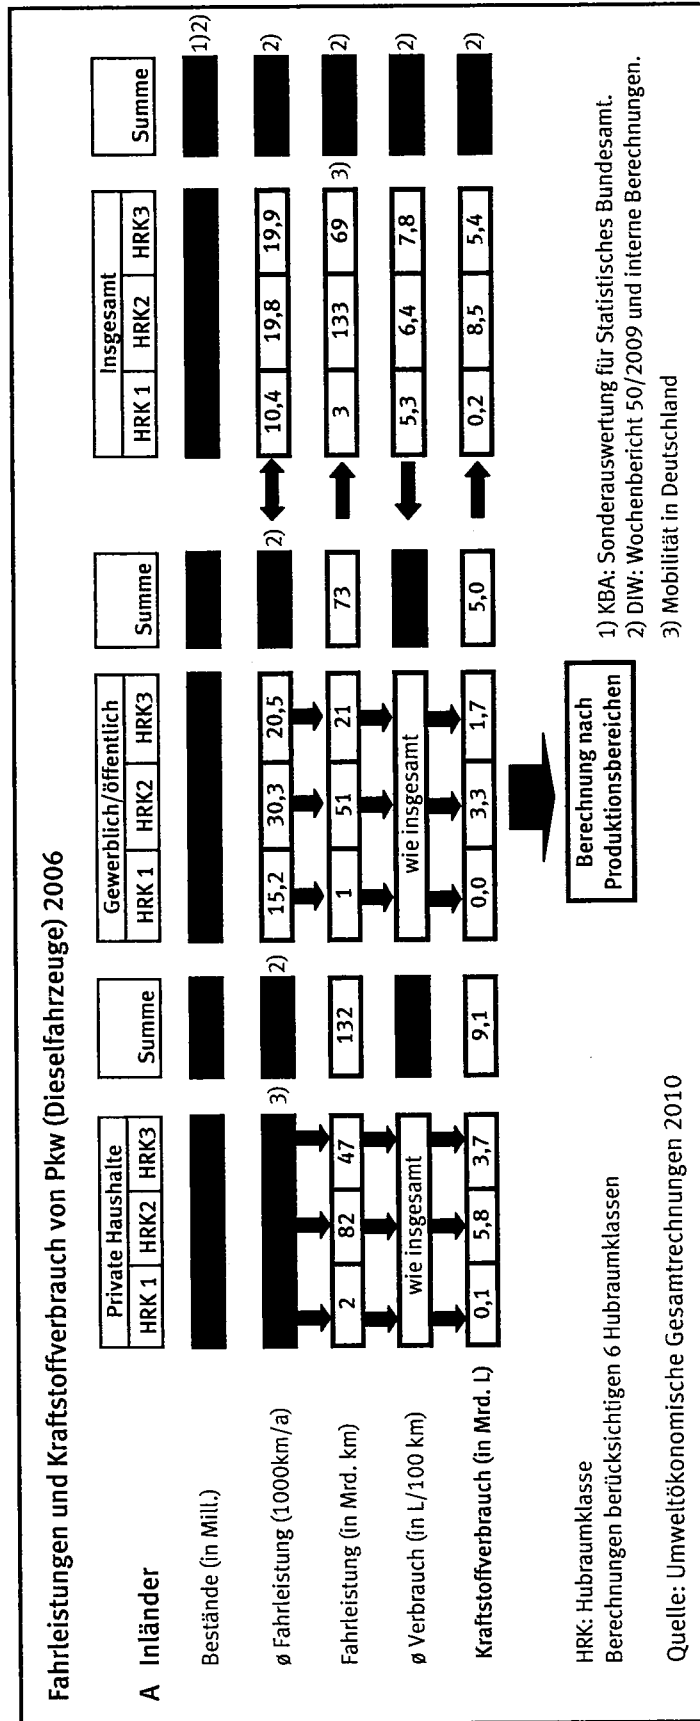 Fahrleistungen und Kraftstoffverbrauch von Pkw (Dieselfahrzeuge) 2006
A Inländer
Private Haushalte
HRK 1 HRK2 HRK3
Summe
Gewerblich/öffentlich
HRK 1 HRK2 HRK3
Summe
Insgesamt
HRK 1 HRK2 HRK3
Summe
Bestände (in Mill.)
1)2)
ø Fahrleistung (1000km/a)
3) 2) 15,2 30,3 20,5 2) 10,4 19,8 19,9 2)
Fahrleistung (in Mrd. km)
2 82 47 132 1 51 21 73 3 133 69 3) 2)
ø Verbrauch (in L/100 km)
wie insgesamt wie insgesamt 5,3 6,4 7,8 2)
Kraftstoffverbrauch (in Mrd. L)
0,1 5,8 3,7 9,1 0,0 3,3 1,7 5,0 0,2 8,5 5,4 2)
Berechnung nach
Produktionsbereichen
HRK: Hubraumklasse
Berechnungen berücksichtigen 6 Hubraumklassen
Quelle: Umweltökonomische Gesamtrechnungen 2010
1) KBA: Sonderauswertung für Statistisches Bundesamt.
2) DIW: Wochenbericht 50/2009 und interne Berechnungen.
3) Mobilität in Deutschland